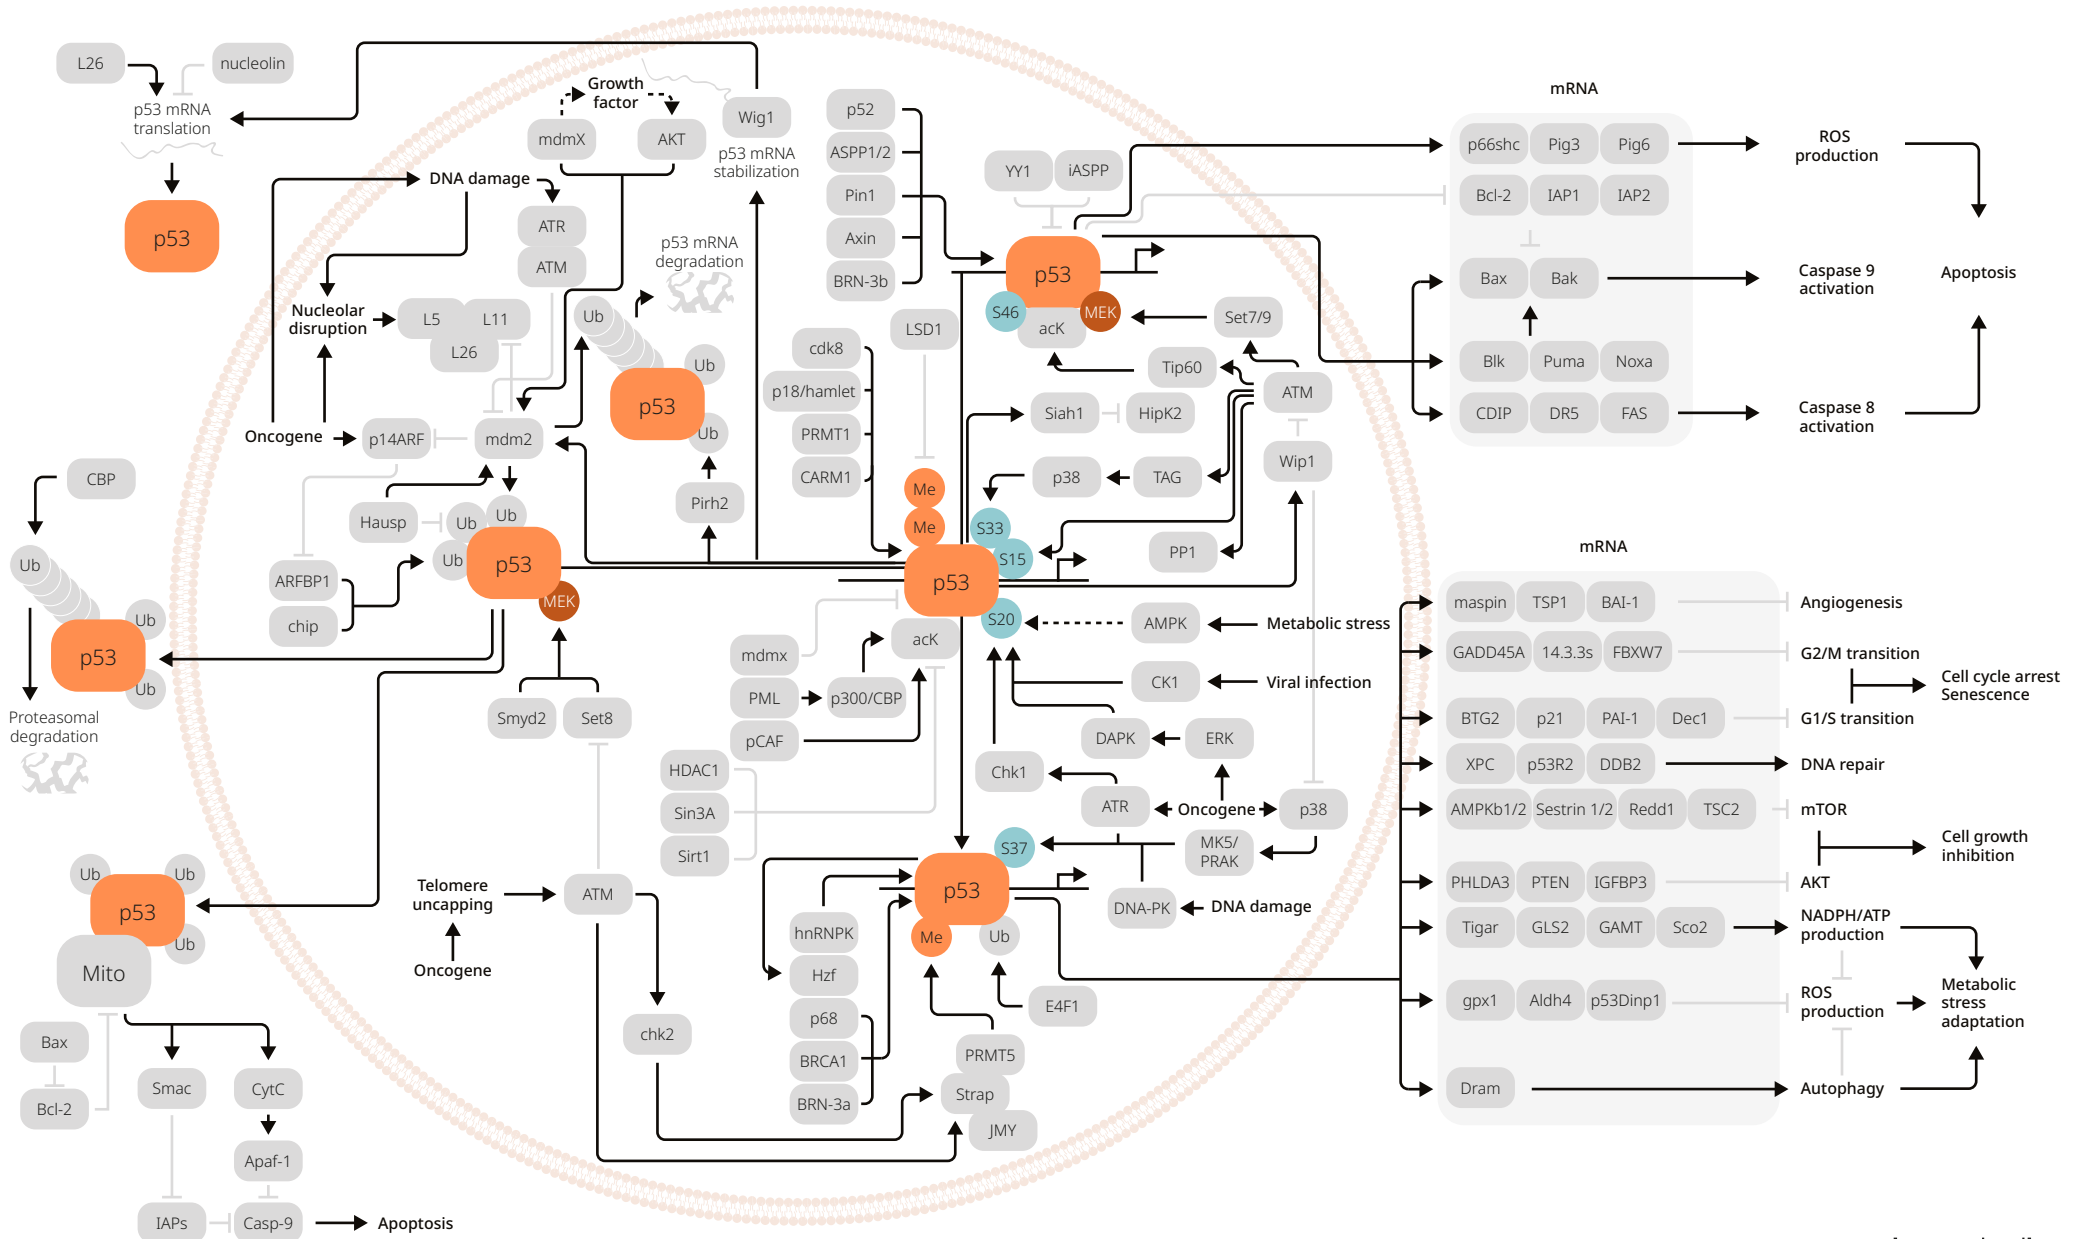 L26
nucleolin
p53 mRNA
translation
p53
Growth
factor
mdmX
AKT
Wig1
p53 mRNA
stabilization
DNA damage
ATR
ATM
p53 mRNA
degradation
Nucleolar
disruption
L5
L11
L26
Ub
Ub
p53
Ub
Oncogene
p14ARF
mdm2
Pirh2
CBP
Hausp
Ub
Ub
Ub
p53
MEK
ARFBP1
chip
Ub
Ub
p53
Ub
Proteasomal
degradation
Smyd2
Set8
Ub
Ub
p53
Ub
Mito
Bax
Bcl-2
Smac
CytC
Apaf-1
IAPs
Casp-9
Apoptosis
Telomere
uncapping
Oncogene
ATM
chk2
p52
ASPP1/2
Pin1
Axin
BRN-3b
YY1
iASPP
p53
S46
acK
MEK
Set7/9
LSD1
cdk8
p18/hamlet
PRMT1
CARM1
Tip60
ATM
Siah1
HipK2
Wip1
p38
TAG
Me
Me
S33
S15
PP1
p53
S20
acK
AMPK
Metabolic stress
CK1
Viral infection
mdmx
PML
p300/CBP
pCAF
HDAC1
Sin3A
Sirt1
DAPK
ERK
Chk1
ATR
Oncogene
p38
MK5/
PRAK
S37
p53
Me
Ub
DNA-PK
DNA damage
hnRNPK
Hzf
p68
BRCA1
BRN-3a
E4F1
PRMT5
Strap
JMY
mRNA
p66shc
Pig3
Pig6
ROS
production
Bcl-2
IAP1
IAP2
Bax
Bak
Caspase 9
activation
Apoptosis
Blk
Puma
Noxa
CDIP
DR5
FAS
Caspase 8
activation
mRNA
maspin
TSP1
BAI-1
Angiogenesis
GADD45A
14.3.3s
FBXW7
G2/M transition
Cell cycle arrest
Senescence
BTG2
p21
PAI-1
Dec1
G1/S transition
XPC
p53R2
DDB2
DNA repair
AMPKb1/2
Sestrin 1/2
Redd1
TSC2
mTOR
Cell growth
inhibition
PHLDA3
PTEN
IGFBP3
AKT
Tigar
GLS2
GAMT
Sco2
NADPH/ATP
production
gpx1
Aldh4
p53Dinp1
ROS
production
Metabolic
stress
adaptation
Dram
Autophagy